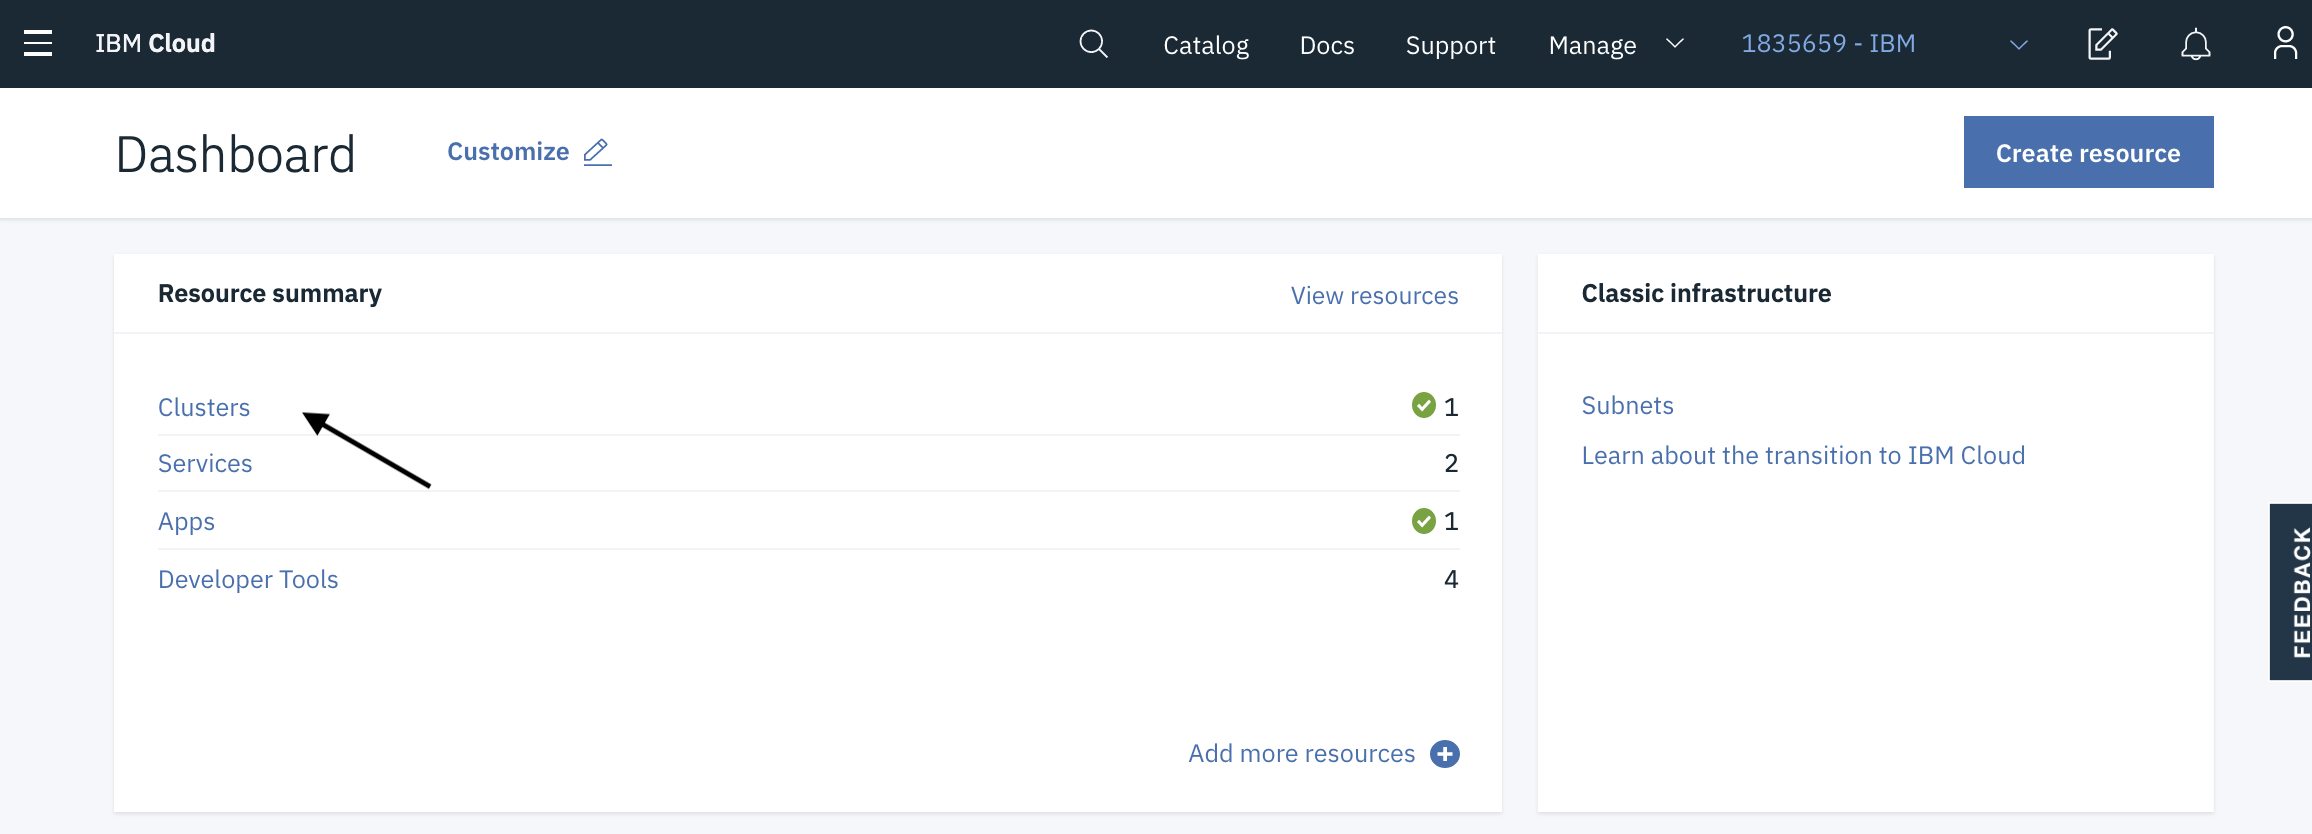 IBM Cloud
Catalog
Docs
Support
Manage
1835659 - IBM
Dashboard
Customize
Create resource
Resource summary
View resources
Clusters
1
Services
2
Apps
1
Developer Tools
4
Add more resources
Classic infrastructure
Subnets
Learn about the transition to IBM Cloud
FEEDBACK